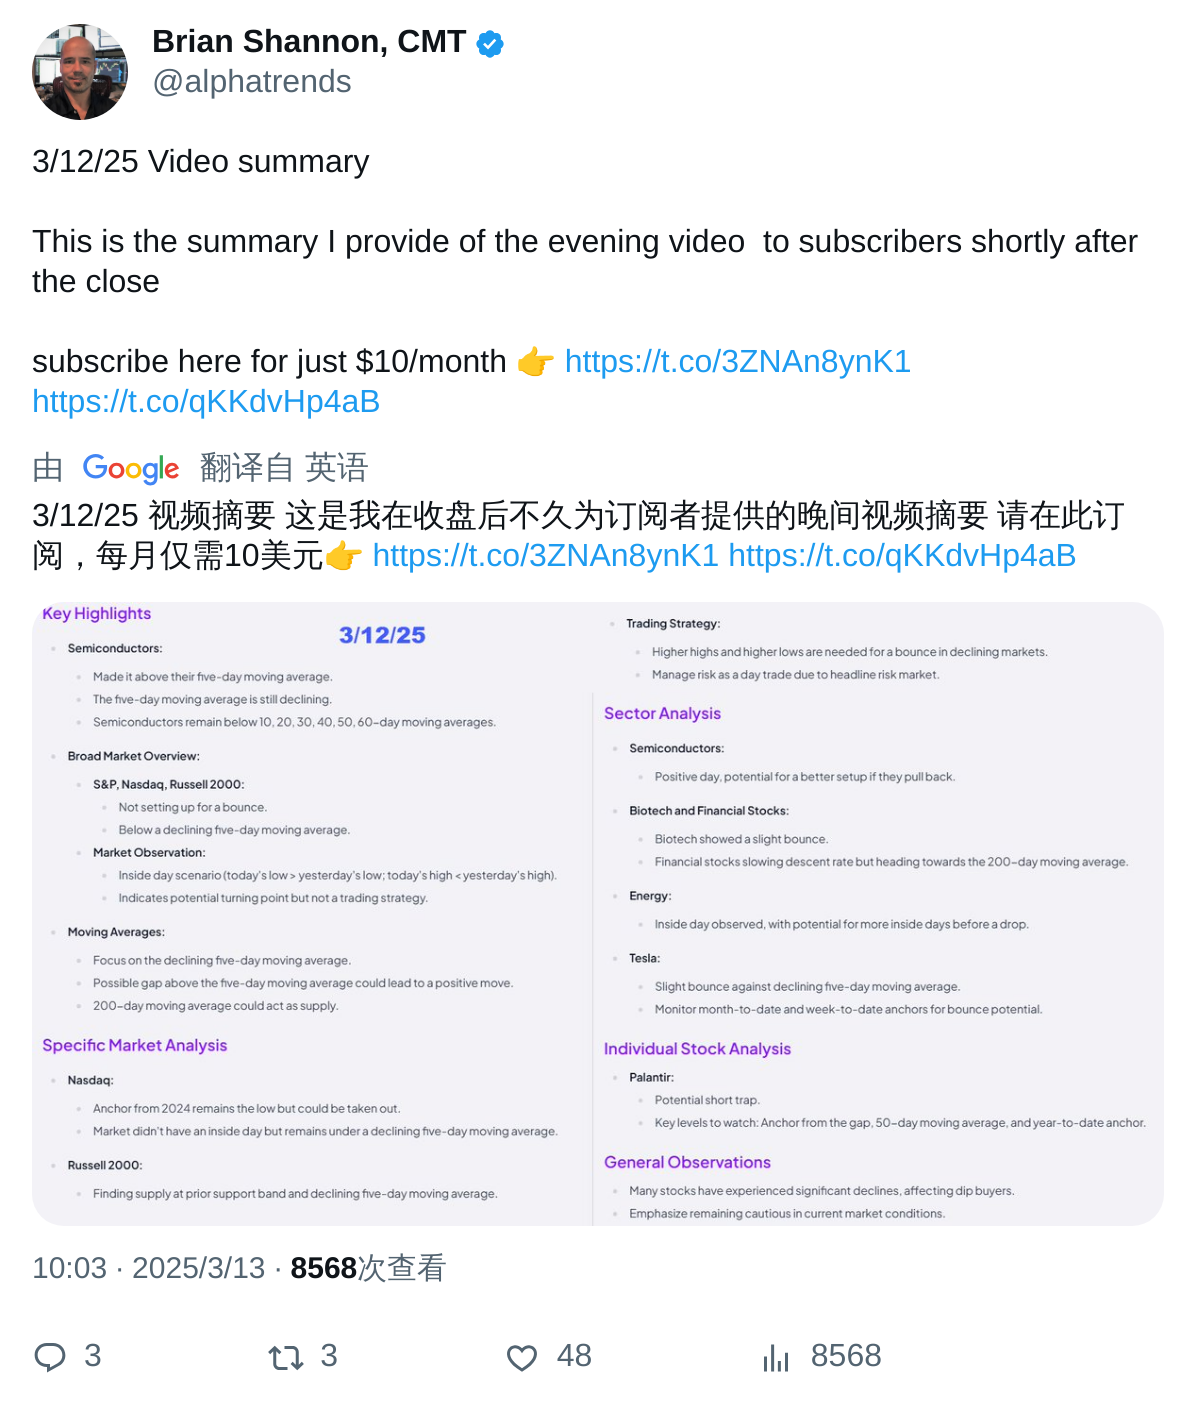 Brian Shannon, CMT
@alphatrends
3/12/25 Video summary
This is the summary I provide of the evening video  to subscribers shortly after
the close
subscribe here for just $10/month 👉 https://t.co/3ZNAn8ynK1
https://t.co/qKKdvHp4aB
由 Google 翻译自 英语
3/12/25 视频摘要 这是我在收盘后不久为订阅者提供的晚间视频摘要 请在此订
阅，每月仅需10美元👉 https://t.co/3ZNAn8ynK1 https://t.co/qKKdvHp4aB
Key Highlights
3/12/25
Semiconductors:
Made it above their five-day moving average.
The five-day moving average is still declining.
Semiconductors remain below 10, 20, 30, 40, 50, 60-day moving averages.
Broad Market Overview:
S&P, Nasdaq, Russell 2000:
Not setting up for a bounce.
Below a declining five-day moving average.
Market Observation:
Inside day scenario (today's low > yesterday's low; today's high < yesterday's high).
Indicates potential turning point but not a trading strategy.
Moving Averages:
Focus on the declining five-day moving average.
Possible gap above the five-day moving average could lead to a positive move.
200-day moving average could act as supply.
Specific Market Analysis
Nasdaq:
Anchor from 2024 remains the low but could be taken out.
Market didn't have an inside day but remains under a declining five-day moving average.
Russell 2000:
Finding supply at prior support band and declining five-day moving average.
Trading Strategy:
Higher highs and higher lows are needed for a bounce in declining markets.
Manage risk as a day trade due to headline risk market.
Sector Analysis
Semiconductors:
Positive day, potential for a better setup if they pull back.
Biotech and Financial Stocks:
Biotech showed a slight bounce.
Financial stocks slowing descent rate but heading towards the 200-day moving average.
Energy:
Inside day observed, with potential for more inside days before a drop.
Tesla:
Slight bounce against declining five-day moving average.
Monitor month-to-date and week-to-date anchors for bounce potential.
Individual Stock Analysis
Palantir:
Potential short trap.
Key levels to watch: Anchor from the gap, 50-day moving average, and year-to-date anchor.
General Observations
Many stocks have experienced significant declines, affecting dip buyers.
Emphasize remaining cautious in current market conditions.
10:03 · 2025/3/13 · 8568次查看
3 3 48 8568